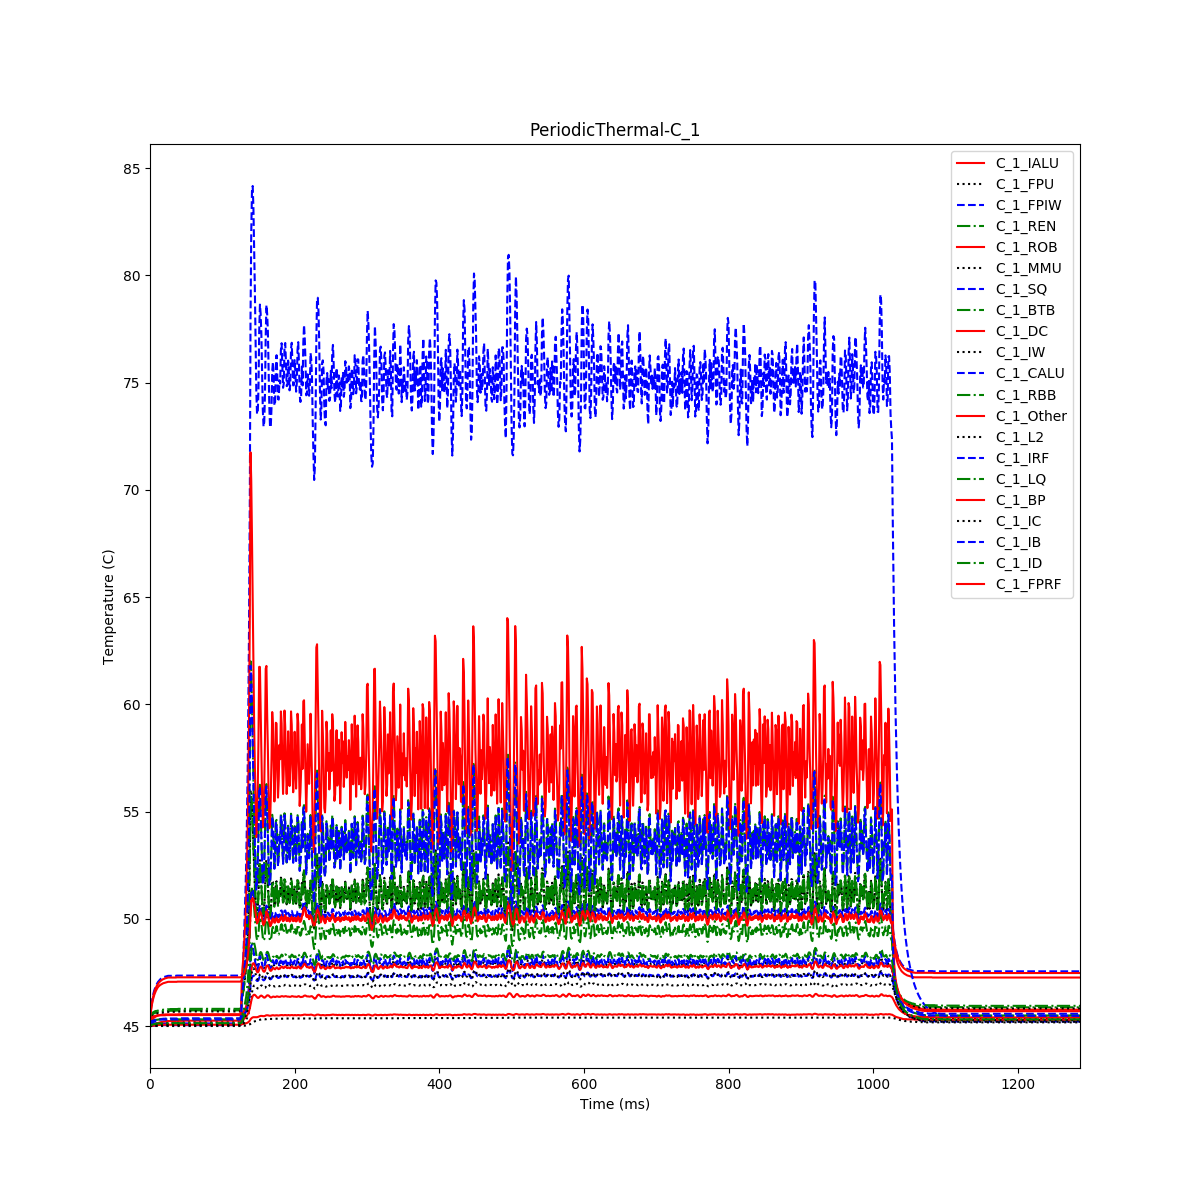 PeriodicThermal-C_1
85
80
75
70
65
60
55
50
45
Temperature (C)
0 200 400 600 800 1000 1200
Time (ms)
C_1_IALU
C_1_FPU
C_1_FPIW
C_1_REN
C_1_ROB
C_1_MMU
C_1_SQ
C_1_BTB
C_1_DC
C_1_IW
C_1_CALU
C_1_RBB
C_1_Other
C_1_L2
C_1_IRF
C_1_LQ
C_1_BP
C_1_IC
C_1_IB
C_1_ID
C_1_FPRF